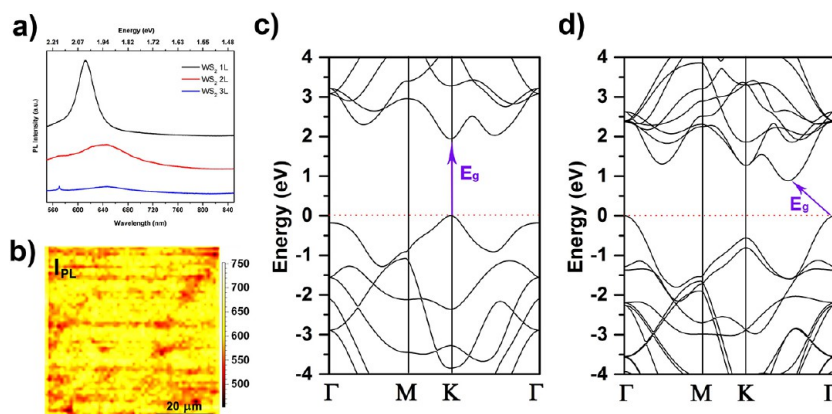 a)
Energy (eV)
2.21 2.07 1.94 1.82 1.72 1.63 1.55 1.48
WS2 1L
WS2 2L
WS2 3L
PL Intensity (a.u.)
560 600 640 680 720 760 800 840
Wavelength (nm)
b)
IPL
20 μm
750
700
650
600
550
500
450
c)
Energy (eV)
4
3
2
1
0
-1
-2
-3
-4
Eg
Γ M K Γ
d)
Energy (eV)
4
3
2
1
0
-1
-2
-3
-4
Eg
Γ M K